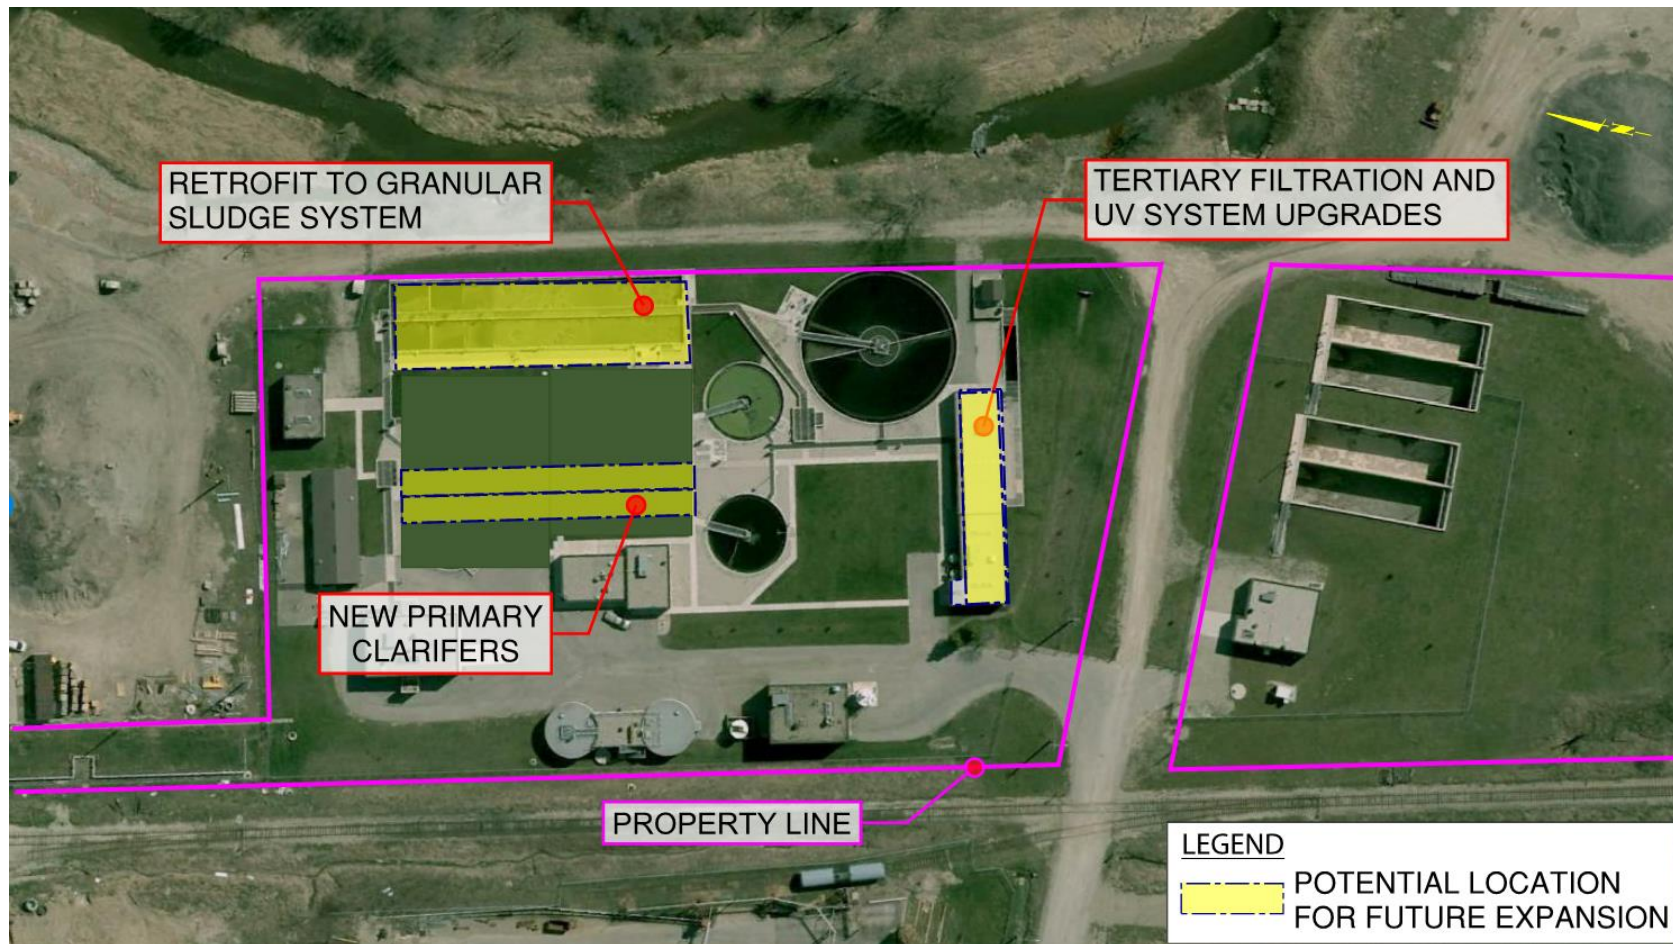 RETROFIT TO GRANULAR
SLUDGE SYSTEM
TERTIARY FILTRATION AND
UV SYSTEM UPGRADES
NEW PRIMARY
CLARIFERS
PROPERTY LINE
LEGEND
POTENTIAL LOCATION
FOR FUTURE EXPANSION